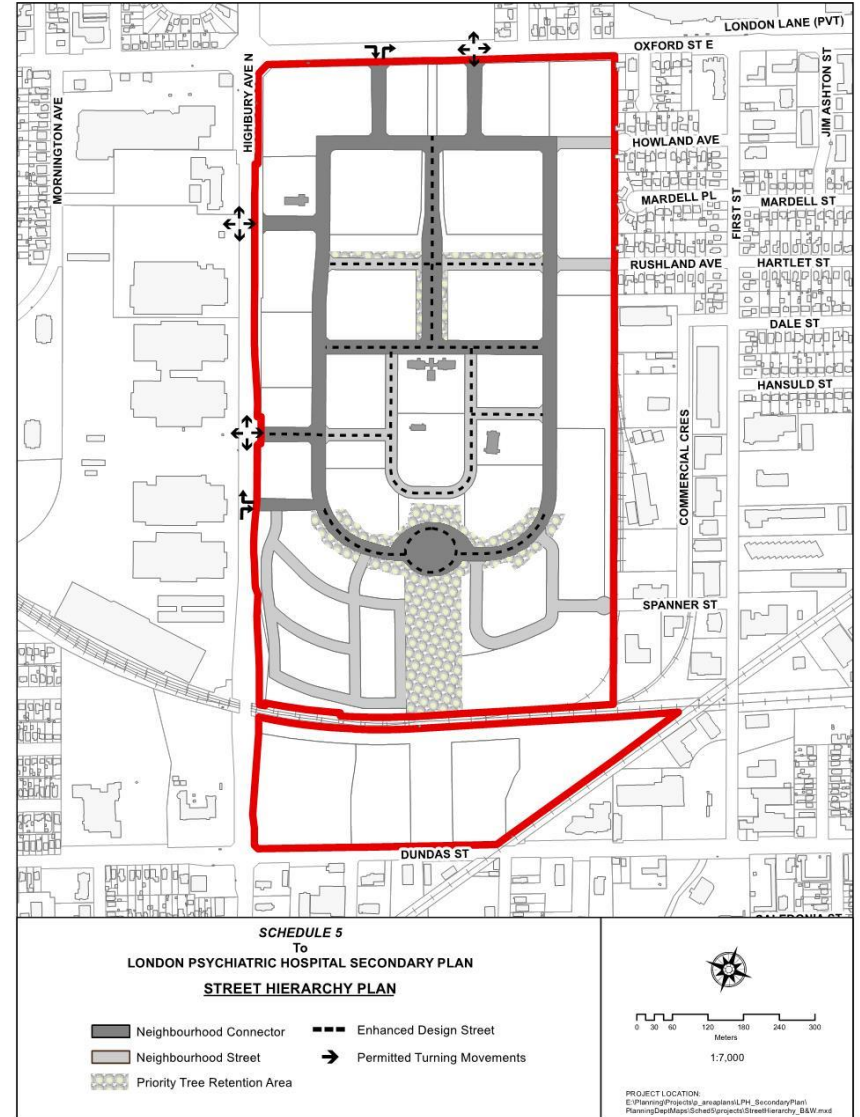 LONDON LANE (PVT)
OXFORD ST E
HIGHBURY AVE N
MORNINGTON AVE
JIM ASHTON ST
HOWLAND AVE
FIRST ST
MARDELL PL
MARDELL ST
RUSHLAND AVE
HARTLET ST
DALE ST
HANSULD ST
COMMERCIAL CRES
SPANNER ST
DUNDAS ST
CALEDONIA ST
SCHEDULE 5
To
LONDON PSYCHIATRIC HOSPITAL SECONDARY PLAN
STREET HIERARCHY PLAN
Neighbourhood Connector
Enhanced Design Street
Neighbourhood Street
Permitted Turning Movements
Priority Tree Retention Area
0 30 60 120 180 240 300
Meters
1:7,000
PROJECT LOCATION:
E:\Planning\Projects\p_areaplans\LPH_SecondaryPlan\
PlanningDeptMaps\Sched5\projects\StreetHierarchy_B&W.mxd